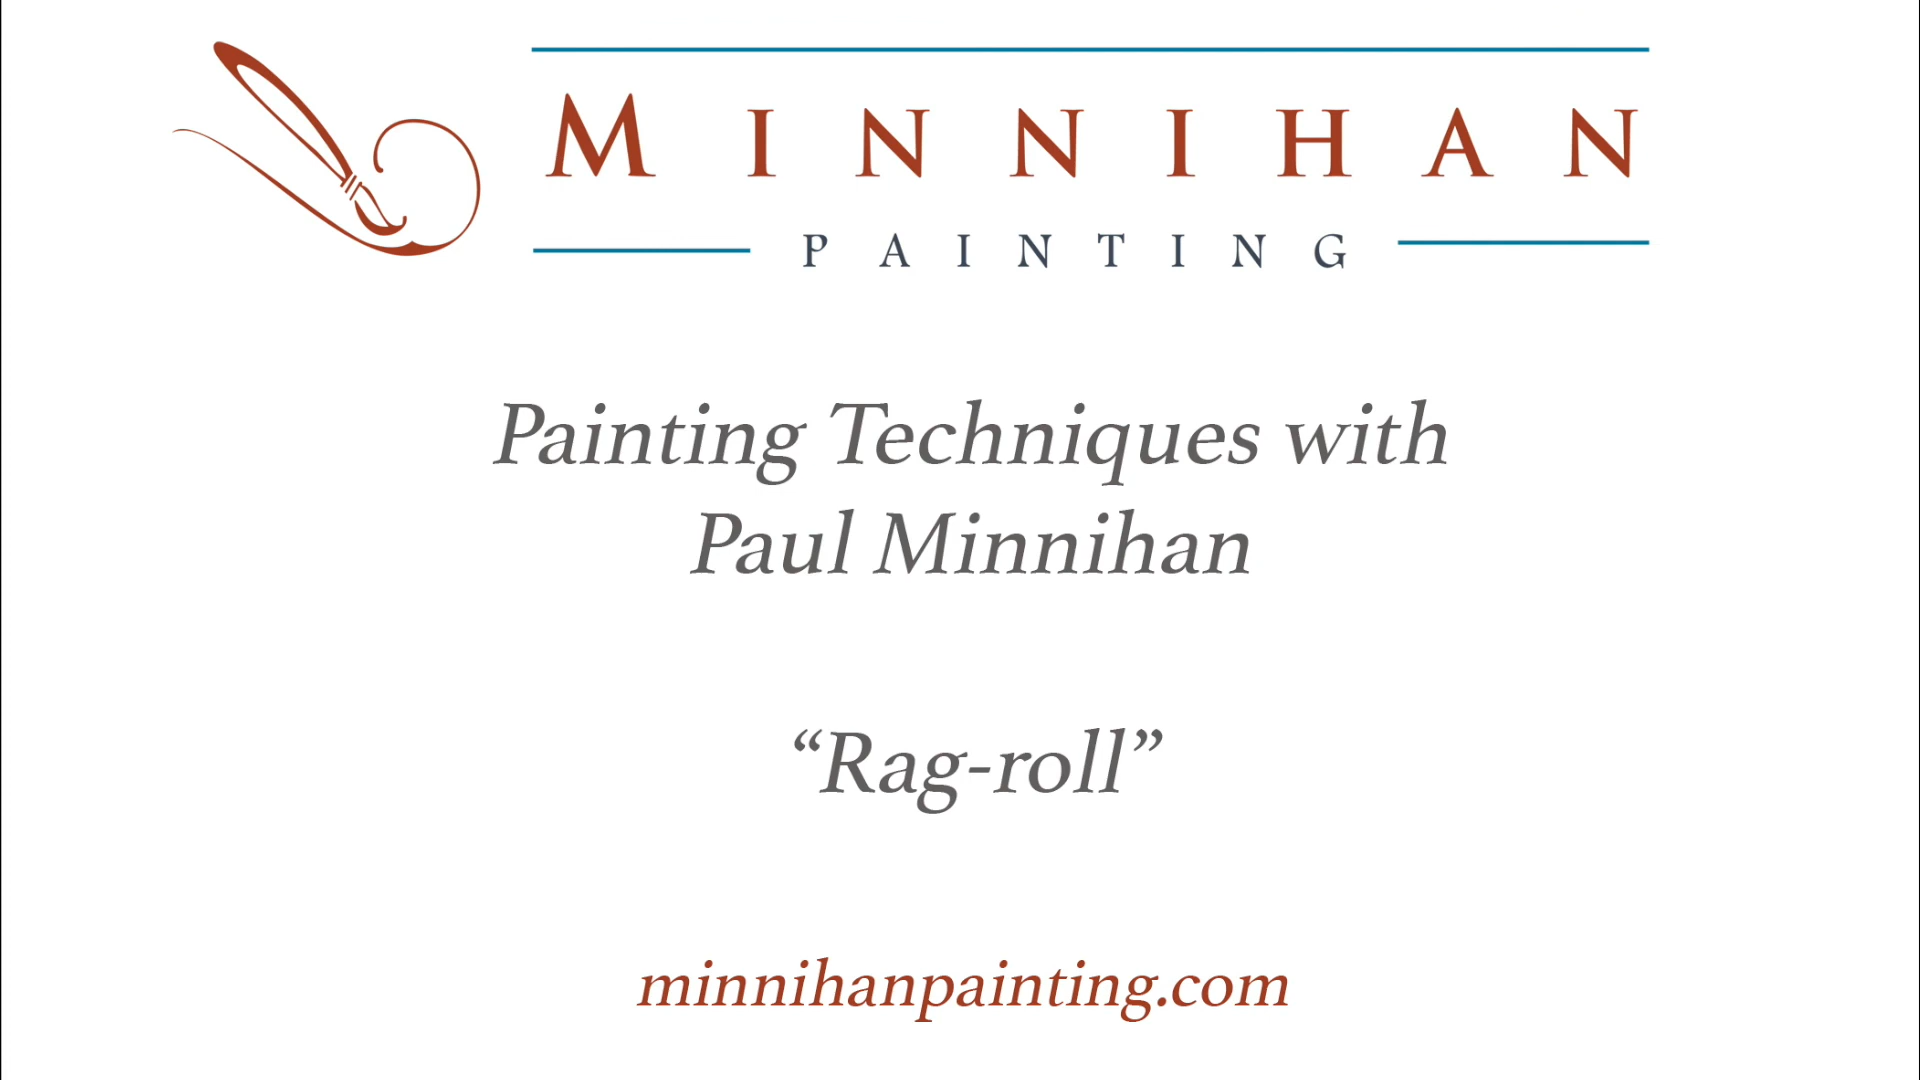 MINNIHAN
PAINTING
Painting Techniques with
Paul Minnihan
“Rag-roll”
minnihanpainting.com